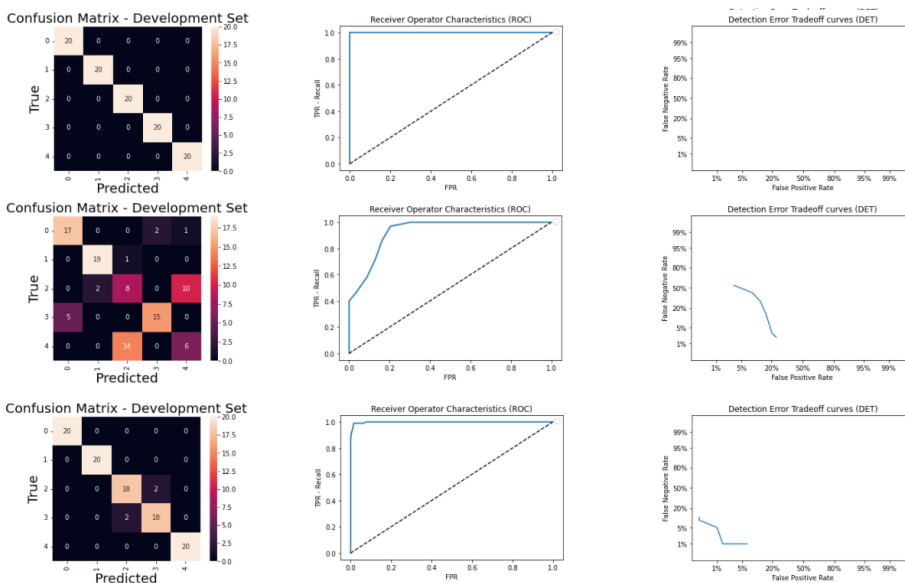 Detection Error Tradeoff curves (DET)
Confusion Matrix - Development Set
Receiver Operator Characteristics (ROC)
Detection Error Tradeoff curves (DET)
True
0
1
2
3
4
20 0 0 0 0
0 20 0 0 0
0 0 20 0 0
0 0 0 20 0
0 0 0 0 20
0 1 2 3 4
Predicted
20.0
17.5
15.0
12.5
10.0
7.5
5.0
2.5
0.0
TPR - Recall
1.0
0.8
0.6
0.4
0.2
0.0
0.0 0.2 0.4 0.6 0.8 1.0
FPR
False Negative Rate
99%
95%
80%
50%
20%
5%
1%
1% 5% 20% 50% 80% 95% 99%
False Positive Rate
Confusion Matrix - Development Set
Receiver Operator Characteristics (ROC)
Detection Error Tradeoff curves (DET)
True
0
1
2
3
4
17 0 0 2 1
0 19 1 0 0
0 2 8 0 10
5 0 0 15 0
0 0 14 0 6
0 1 2 3 4
Predicted
17.5
15.0
12.5
10.0
7.5
5.0
2.5
0.0
TPR - Recall
1.0
0.8
0.6
0.4
0.2
0.0
0.0 0.2 0.4 0.6 0.8 1.0
FPR
False Negative Rate
99%
95%
80%
50%
20%
5%
1%
1% 5% 20% 50% 80% 95% 99%
False Positive Rate
Confusion Matrix - Development Set
Receiver Operator Characteristics (ROC)
Detection Error Tradeoff curves (DET)
True
0
1
2
3
4
20 0 0 0 0
0 20 0 0 0
0 0 18 2 0
0 0 2 18 0
0 0 0 0 20
0 1 2 3 4
Predicted
20.0
17.5
15.0
12.5
10.0
7.5
5.0
2.5
0.0
TPR - Recall
1.0
0.8
0.6
0.4
0.2
0.0
0.0 0.2 0.4 0.6 0.8 1.0
FPR
False Negative Rate
99%
95%
80%
50%
20%
5%
1%
1% 5% 20% 50% 80% 95% 99%
False Positive Rate